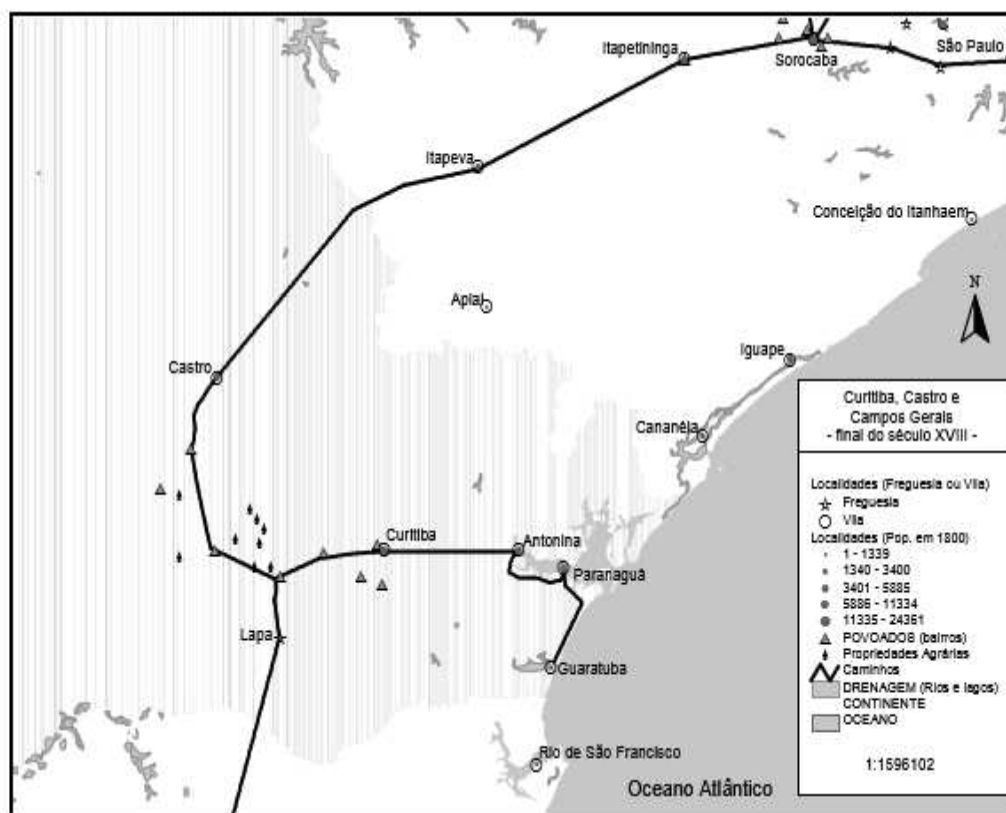 Itapetininga
Sorocaba
São Paulo
Itapeva
Conceição do Itanhaem
Apiaí
N
Iguape
Castro
Cananéia
Curitiba
Antonina
Paranaguá
Lapa
Guaratuba
Rio de São Francisco
Oceano Atlântico
Curitiba, Castro e
Campos Gerais
- final do século XVIII -
Localidades (Freguesia ou Vila)
Freguesia
Vila
Localidades (Pop. em 1800)
1 - 1339
1340 - 3400
3401 - 5885
5886 - 11334
11335 - 24361
POVOADOS (bairros)
Propriedades Agrárias
Caminhos
DRENAGEM (Rios e lagos)
CONTINENTE
OCEANO
1:1596102